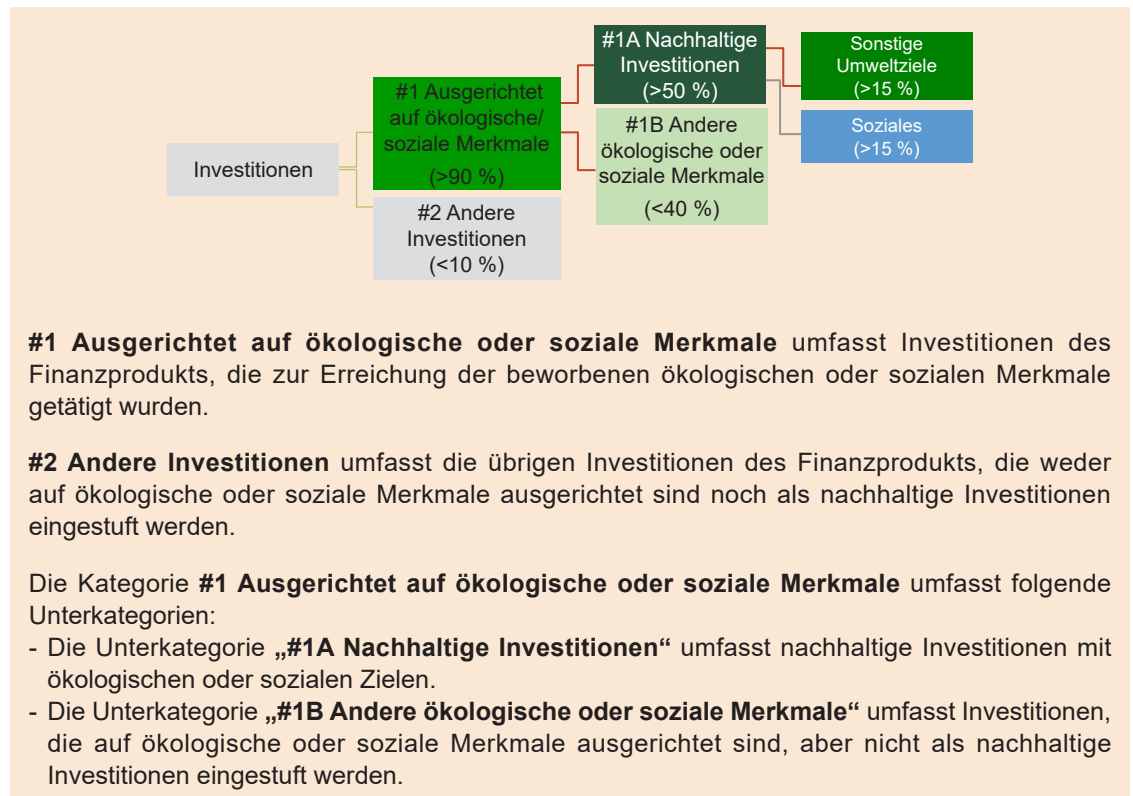 #1A Nachhaltige
Investitionen
(>50 %)
Sonstige
Umweltziele
(>15 %)
#1 Ausgerichtet
auf ökologische/
soziale Merkmale
(>90 %)
#1B Andere
ökologische oder
soziale Merkmale
(<40 %)
Soziales
(>15 %)
Investitionen
#2 Andere
Investitionen
(<10 %)
#1 Ausgerichtet auf ökologische oder soziale Merkmale umfasst Investitionen des
Finanzprodukts, die zur Erreichung der beworbenen ökologischen oder sozialen Merkmale
getätigt wurden.
#2 Andere Investitionen umfasst die übrigen Investitionen des Finanzprodukts, die weder
auf ökologische oder soziale Merkmale ausgerichtet sind noch als nachhaltige Investitionen
eingestuft werden.
Die Kategorie #1 Ausgerichtet auf ökologische oder soziale Merkmale umfasst folgende
Unterkategorien:
- Die Unterkategorie „#1A Nachhaltige Investitionen“ umfasst nachhaltige Investitionen mit
ökologischen oder sozialen Zielen.
- Die Unterkategorie „#1B Andere ökologische oder soziale Merkmale“ umfasst Investitionen,
die auf ökologische oder soziale Merkmale ausgerichtet sind, aber nicht als nachhaltige
Investitionen eingestuft werden.